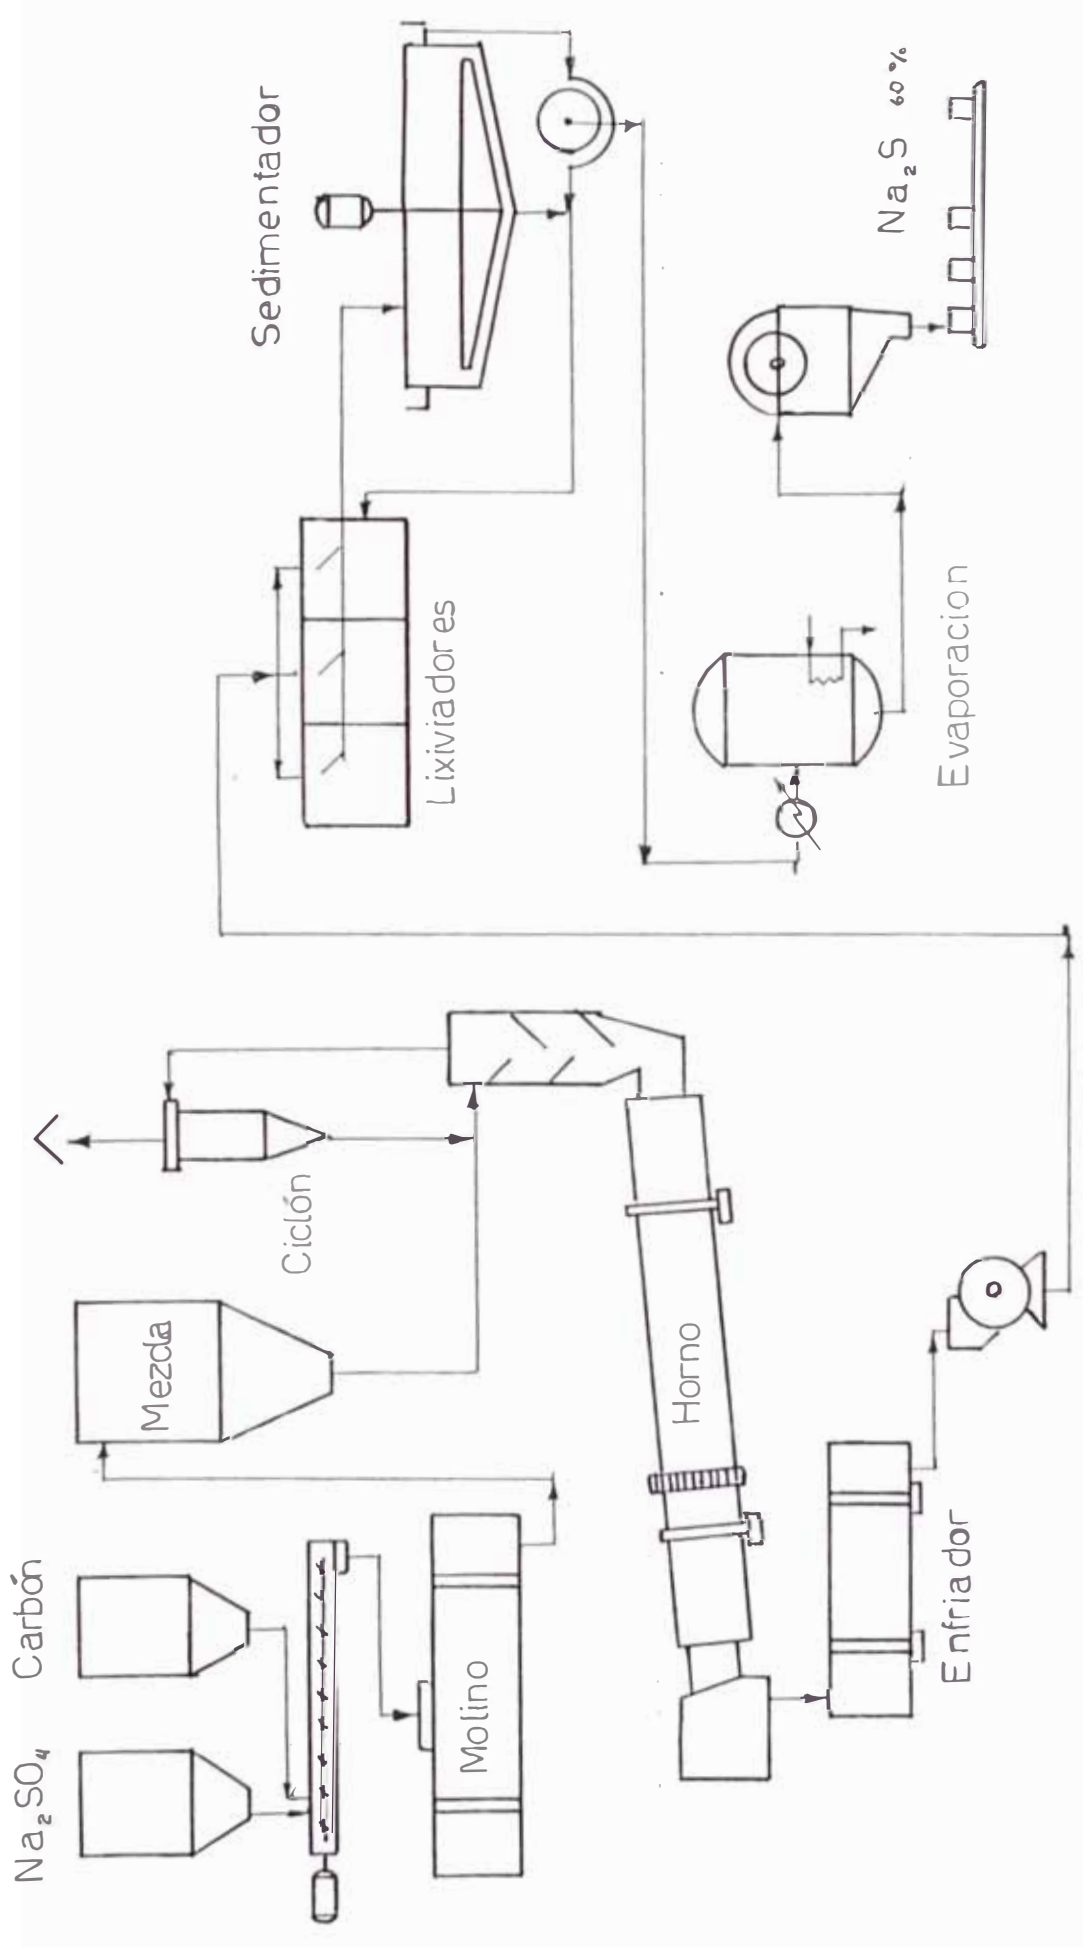 Na₂SO₄
Carbón
Mezda
Ciclón
Molino
Horno
Enfriador
Lixiviadores
Sedimentador
Evaporacion
Na₂S 60%